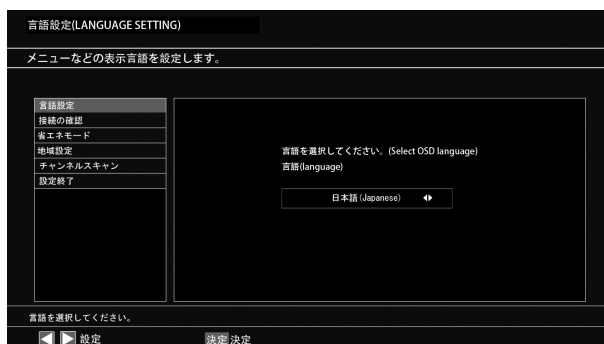 言語設定(LANGUAGE SETTING)
メニューなどの表示言語を設定します。
言語設定
接続の確認
省エネモード
地域設定
チャンネルスキャン
設定終了
言語を選択してください。(Select OSD language)
言語(language)
日本語(Japanese)
言語を選択してください。
設定 決定 決定